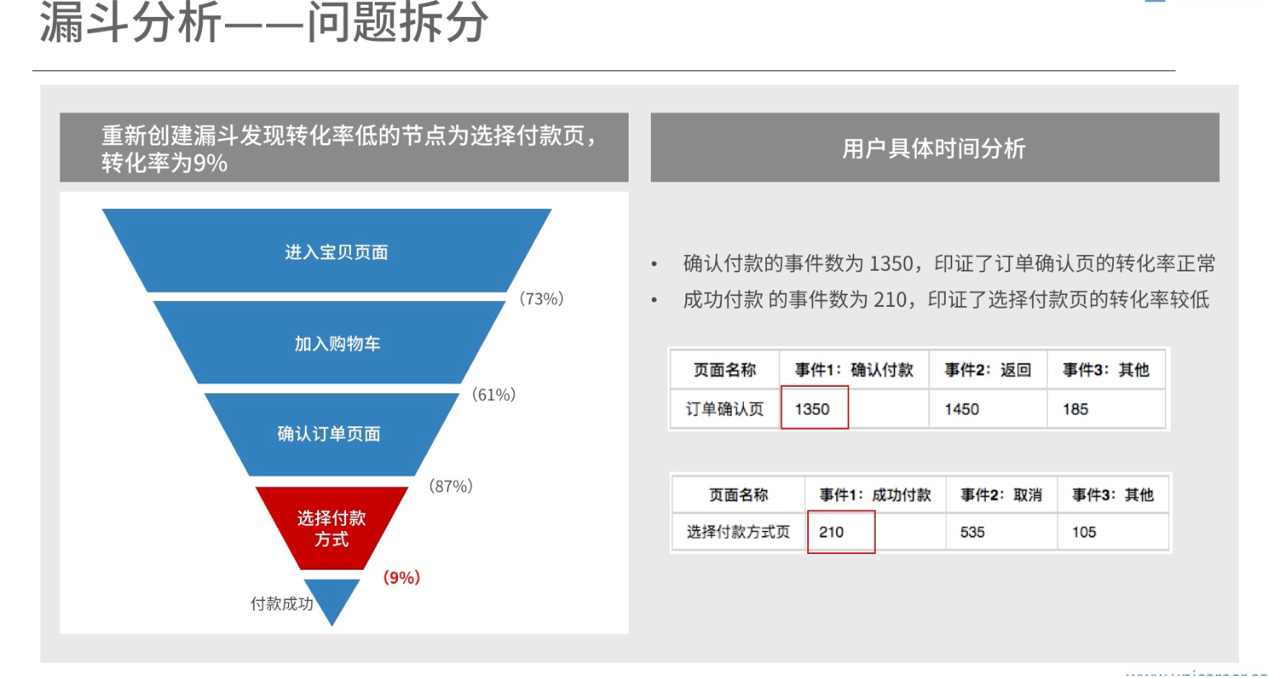 漏斗分析——问题拆分
重新创建漏斗发现转化率低的节点为选择付款页，
转化率为9%
进入宝贝页面
（73%）
加入购物车
（61%）
确认订单页面
（87%）
选择付款
方式
（9%）
付款成功
用户具体时间分析
• 确认付款的事件数为 1350，印证了订单确认页的转化率正常
• 成功付款 的事件数为 210，印证了选择付款页的转化率较低
页面名称 事件1：确认付款 事件2：返回 事件3：其他
订单确认页 1350 1450 185
页面名称 事件1：成功付款 事件2：取消 事件3：其他
选择付款方式页 210 535 105